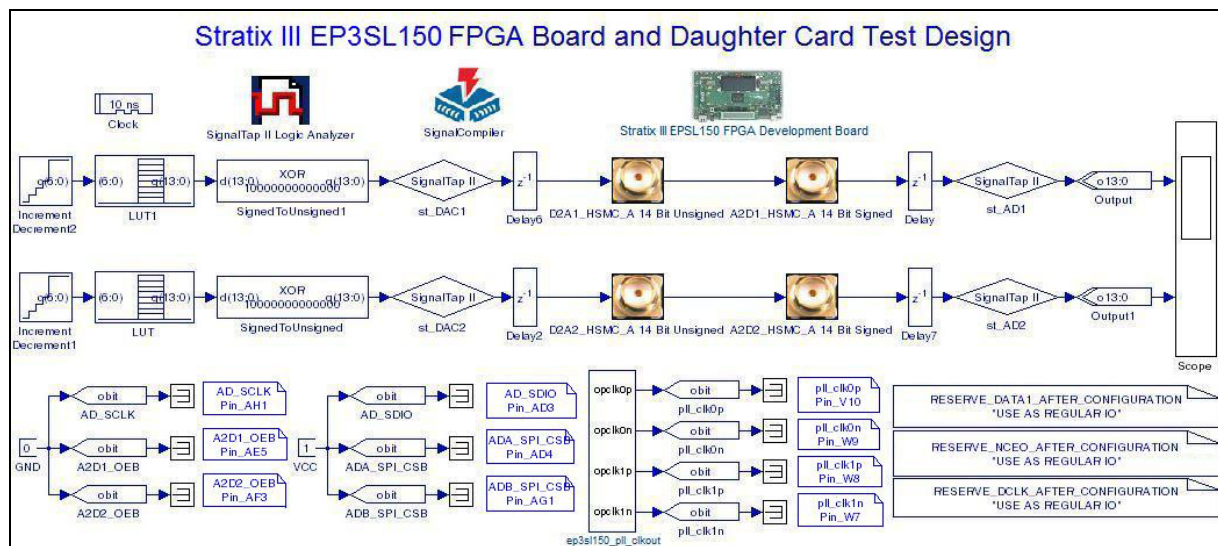 Stratix III EP3SL150 FPGA Board and Daughter Card Test Design
10 ns
Clock
SignalTap II Logic Analyzer
SignalCompiler
Stratix III EPSL150 FPGA Development Board
q(6:0)
(6:0) q(13:0)
d(13:0) XOR q(13:0)
10000000000000
SignalTap II
z-1
z-1
SignalTap II
o 13:0
Increment
Decrement2
LUT1
SignedToUnsigned1
st_DAC1
Delay6
D2A1_HSMC_A 14 Bit Unsigned
A2D1_HSMC_A 14 Bit Signed
Delay
st_AD1
Output
q(6:0)
(6:0) q(13:0)
d(13:0) XOR q(13:0)
10000000000000
SignalTap II
z-1
z-1
SignalTap II
o 13:0
Increment
Decrement1
LUT
SignedToUnsigned
st_DAC2
Delay2
D2A2_HSMC_A 14 Bit Unsigned
A2D2_HSMC_A 14 Bit Signed
Delay7
st_AD2
Output1
Scope
0
GND
obit
AD_SCLK
AD_SCLK
Pin_AH1
obit
A2D1_OEB
A2D1_OEB
Pin_AE5
obit
A2D2_OEB
A2D2_OEB
Pin_AF3
1
VCC
obit
AD_SDIO
AD_SDIO
Pin_AD3
obit
ADA_SPI_CSB
ADA_SPI_CSB
Pin_AD4
obit
ADB_SPI_CSB
ADB_SPI_CSB
Pin_AG1
opclk0p
opclk0n
opclk1p
opclk1n
ep3sl150_pll_clkout
obit
pll_clk0p
pll_clk0p
Pin_V10
obit
pll_clk0n
pll_clk0n
Pin_W9
obit
pll_clk1p
pll_clk1p
Pin_W8
obit
pll_clk1n
pll_clk1n
Pin_W7
RESERVE_DATA1_AFTER_CONFIGURATION
"USE AS REGULAR IO"
RESERVE_NCEO_AFTER_CONFIGURATION
"USE AS REGULAR IO"
RESERVE_DCLK_AFTER_CONFIGURATION
"USE AS REGULAR IO"